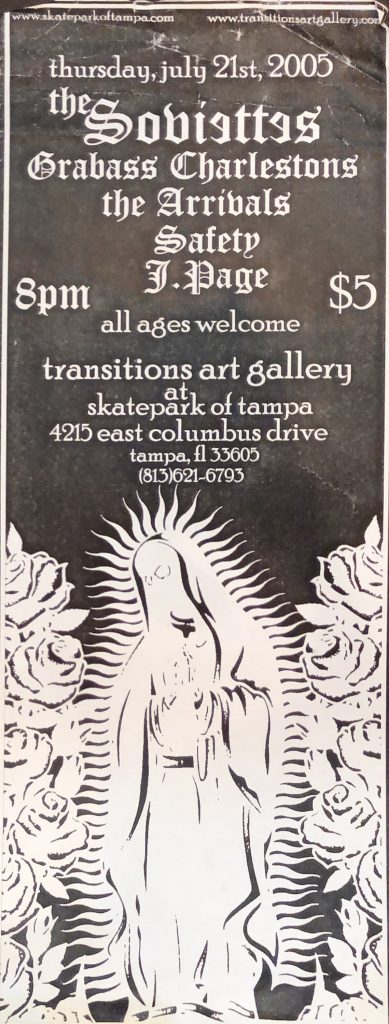 www.skateparkoftampa.com www.transitionsartgallery.com
thursday, july 21st, 2005
the Soviettes
Grabass Charlestons
the Arrivals
Safety
J. Page
8pm $5
all ages welcome
transitions art gallery
at
skatepark of tampa
4215 east columbus drive
tampa, fl 33605
(813)621-6793